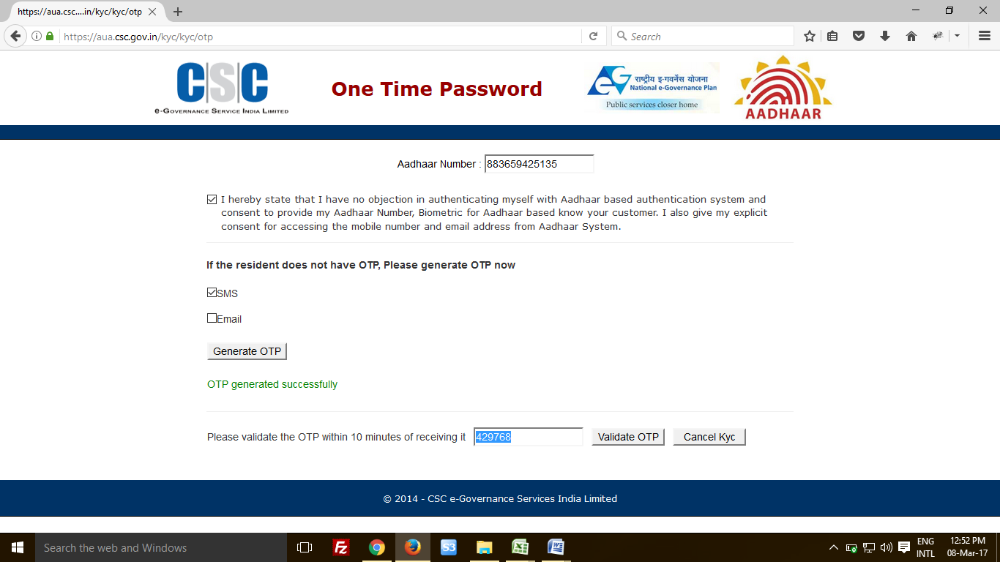 https://aua.csc....in/kyc/kyc/otp
https://aua.csc.gov.in/kyc/kyc/otp
Search
CSC
e-Governance Service India Limited
One Time Password
राष्ट्रीय इ-गवर्नेंस योजना
National e-Governance Plan
Public services closer home
AADHAAR
Aadhaar Number : 883659425135
I hereby state that I have no objection in authenticating myself with Aadhaar based authentication system and
consent to provide my Aadhaar Number, Biometric for Aadhaar based know your customer. I also give my explicit
consent for accessing the mobile number and email address from Aadhaar System.
If the resident does not have OTP, Please generate OTP now
SMS
Email
Generate OTP
OTP generated successfully
Please validate the OTP within 10 minutes of receiving it 429768 Validate OTP Cancel Kyc
© 2014 - CSC e-Governance Services India Limited
Search the web and Windows
ENG
INTL
12:52 PM
08-Mar-17